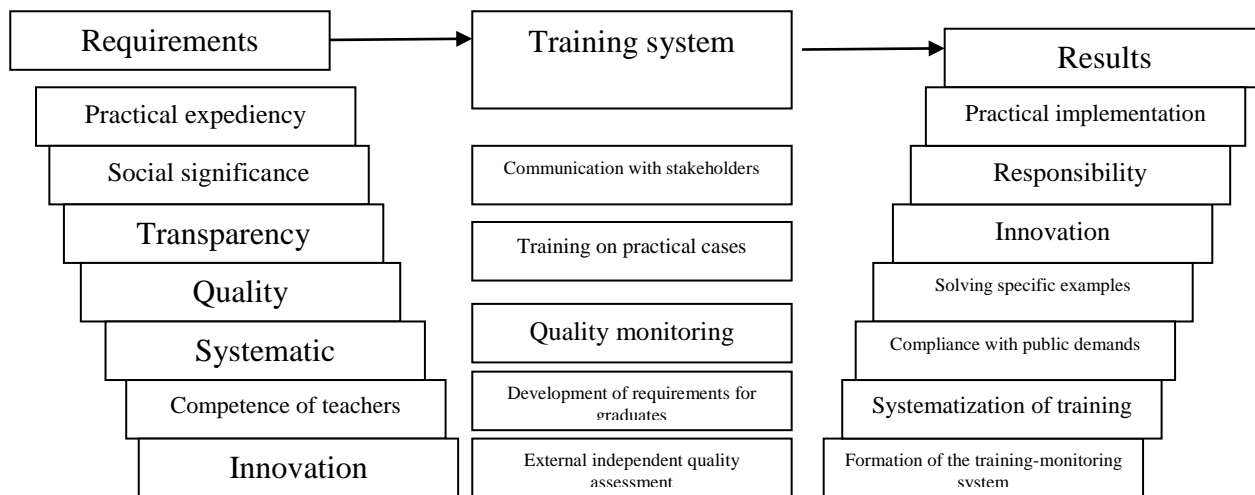 Requirements
Practical expediency
Social significance
Transparency
Quality
Systematic
Competence of teachers
Innovation
Training system
Communication with stakeholders
Training on practical cases
Quality monitoring
Development of requirements for
graduates
External independent quality
assessment
Results
Practical implementation
Responsibility
Innovation
Solving specific examples
Compliance with public demands
Systematization of training
Formation of the training-monitoring
system